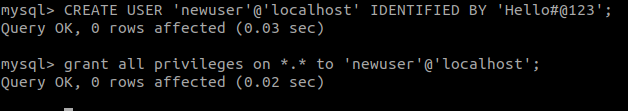 mysql> CREATE USER 'newuser'@'localhost' IDENTIFIED BY 'Hello#@123';
Query OK, 0 rows affected (0.03 sec)
mysql> grant all privileges on *.* to 'newuser'@'localhost';
Query OK, 0 rows affected (0.02 sec)